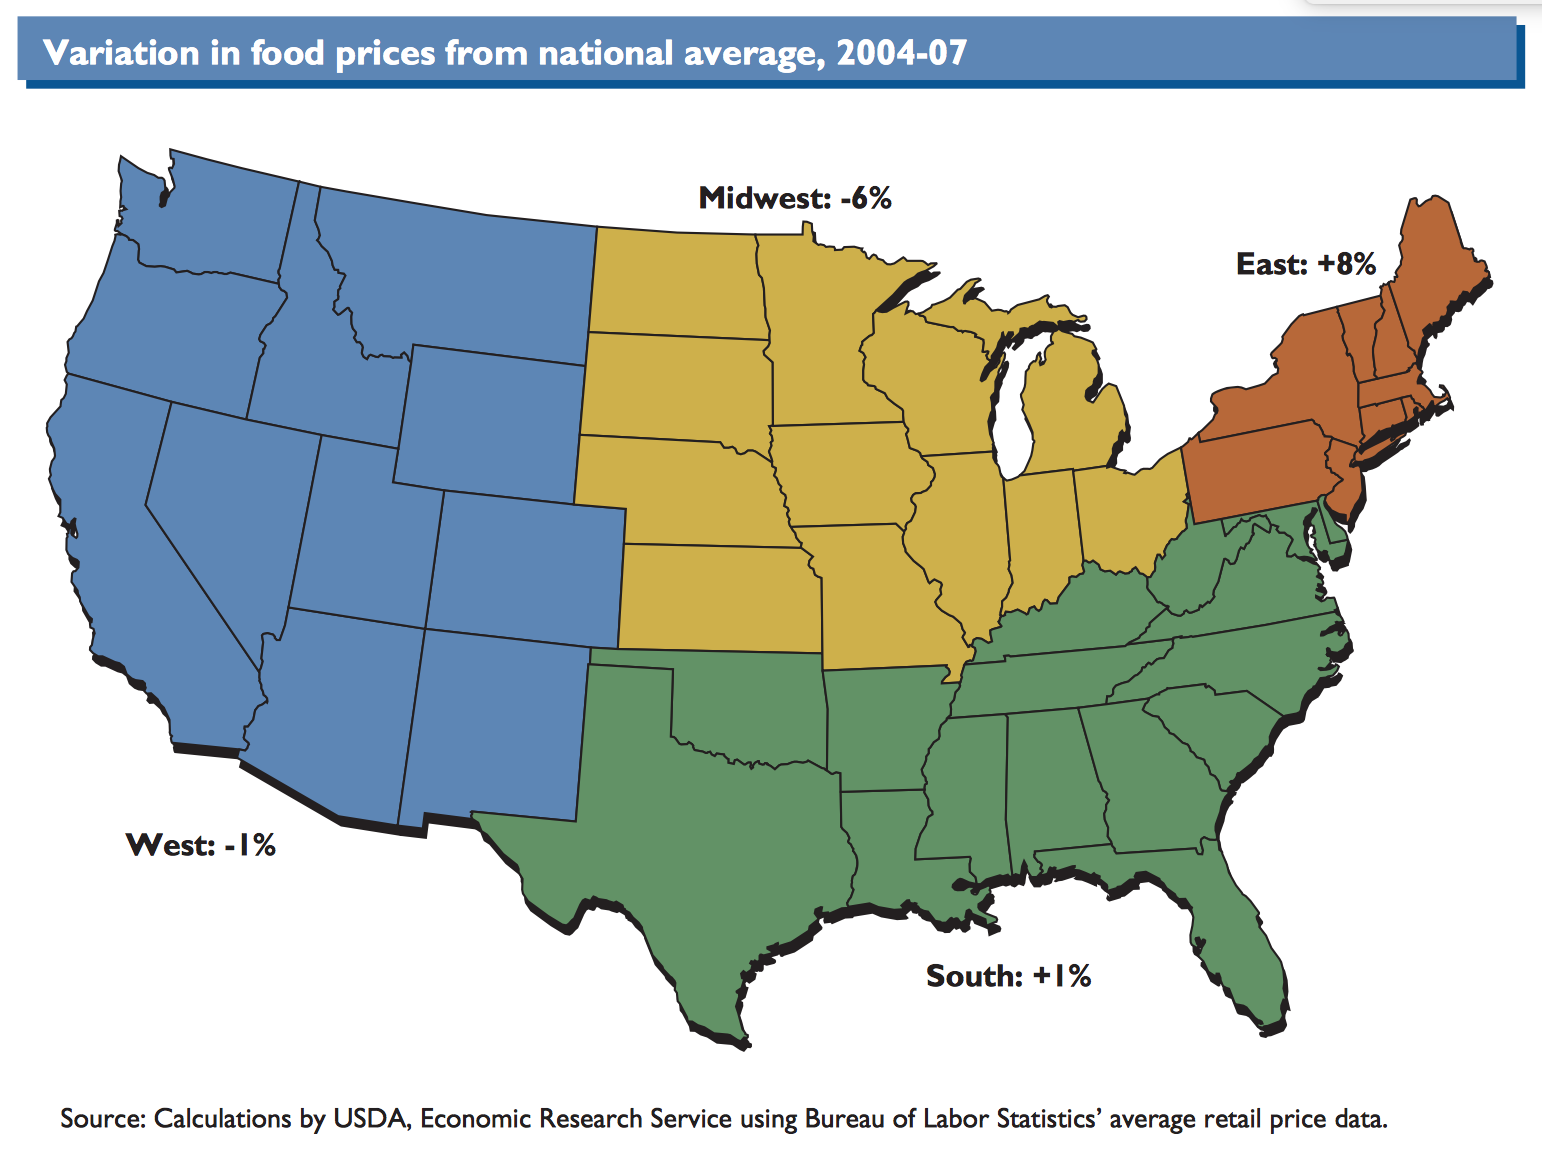 Variation in food prices from national average, 2004-07
Midwest: -6%
East: +8%
West: -1%
South: +1%
Source: Calculations by USDA, Economic Research Service using Bureau of Labor Statistics’ average retail price data.